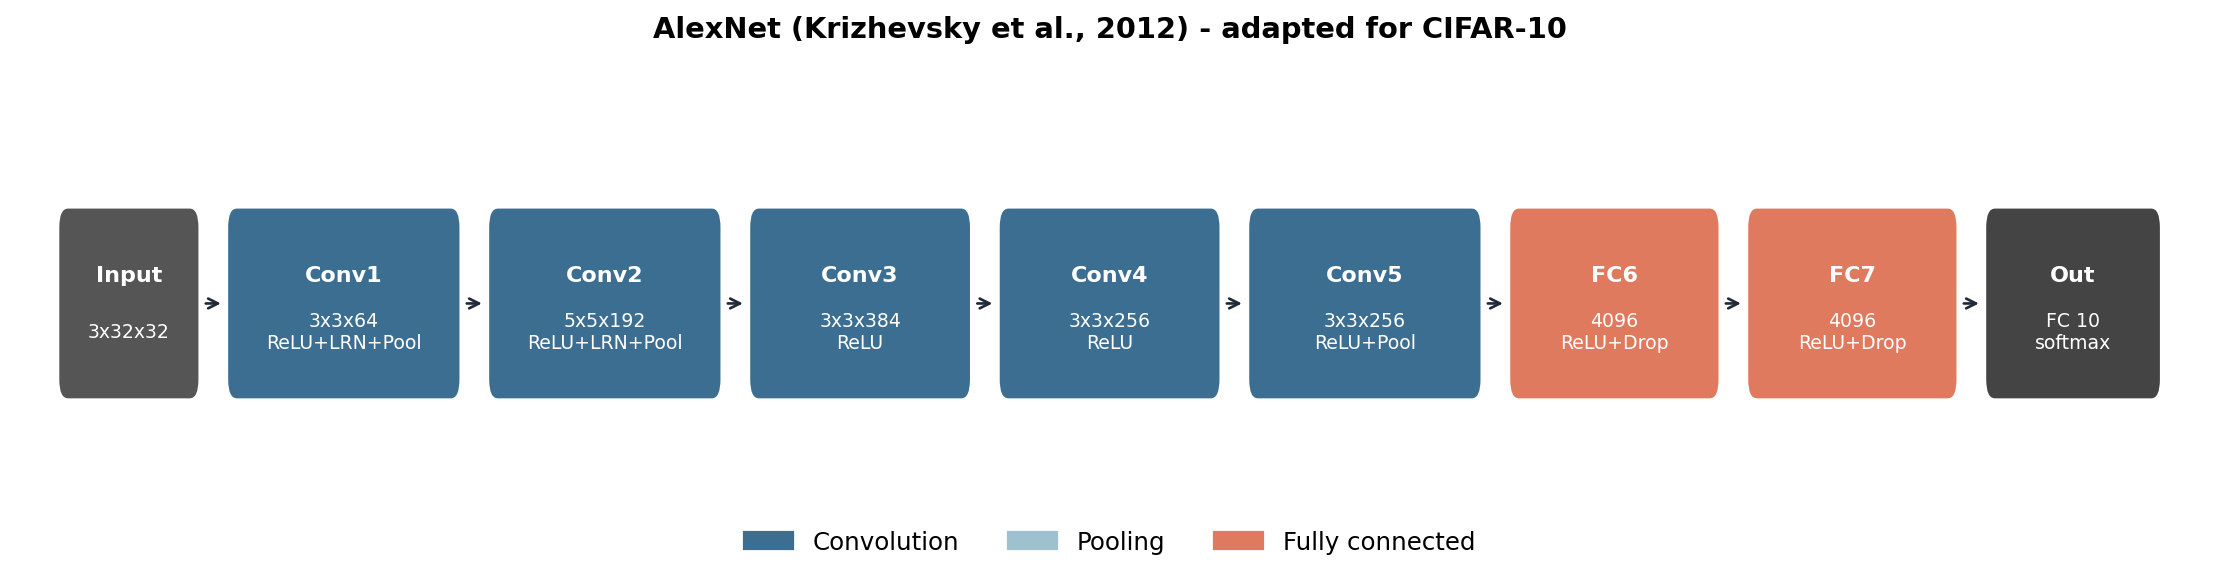 AlexNet (Krizhevsky et al., 2012) - adapted for CIFAR-10
Input
3x32x32
Conv1
3x3x64
ReLU+LRN+Pool
Conv2
5x5x192
ReLU+LRN+Pool
Conv3
3x3x384
ReLU
Conv4
3x3x256
ReLU
Conv5
3x3x256
ReLU+Pool
FC6
4096
ReLU+Drop
FC7
4096
ReLU+Drop
Out
FC 10
softmax
Convolution
Pooling
Fully connected